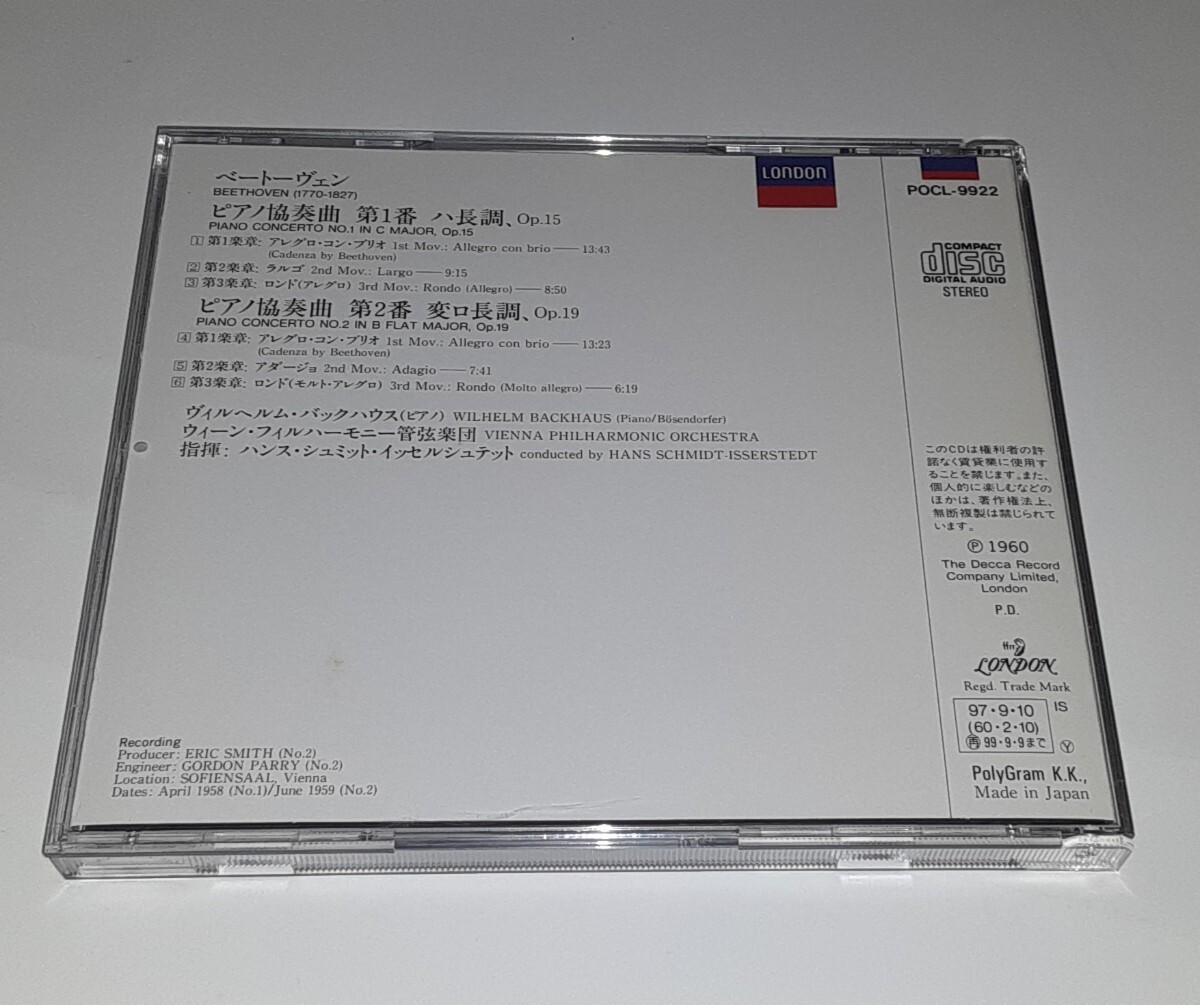 ベートーヴェン
BEETHOVEN (1770-1827)
ピアノ協奏曲 第1番 ハ長調、Op.15
PIANO CONCERTO NO.1 IN C MAJOR, Op.15
1 第1楽章: アレグロ・コン・ブリオ 1st Mov.: Allegro con brio — 13:43
(Cadenza by Beethoven)
2 第2楽章: ラルゴ 2nd Mov.: Largo — 9:15
3 第3楽章: ロンド(アレグロ) 3rd Mov.: Rondo (Allegro) — 8:50
ピアノ協奏曲 第2番 変ロ長調、Op.19
PIANO CONCERTO NO.2 IN B FLAT MAJOR, Op.19
4 第1楽章: アレグロ・コン・ブリオ 1st Mov.: Allegro con brio — 13:23
(Cadenza by Beethoven)
5 第2楽章: アダージョ 2nd Mov.: Adagio — 7:41
6 第3楽章: ロンド(モルト・アレグロ) 3rd Mov.: Rondo (Molto allegro) — 6:19
ヴィルヘルム・バックハウス(ピアノ) WILHELM BACKHAUS (Piano/Bösendorfer)
ウィーン・フィルハーモニー管弦楽団 VIENNA PHILHARMONIC ORCHESTRA
指揮: ハンス・シュミット・イッセルシュテット conducted by HANS SCHMIDT-ISSERSTEDT
Recording
Producer: ERIC SMITH (No.2)
Engineer: GORDON PARRY (No.2)
Location: SOFIENSAAL, Vienna
Dates: April 1958 (No.1)/June 1959 (No.2)
LONDON
POCL-9922
COMPACT
disc
DIGITAL AUDIO
STEREO
このCDは権利者の許
諾なく賃貸業に使用す
ることを禁じます。また、
個人的に楽しむなどの
ほかは、著作権法上、
無断複製は禁じられて
います。
Ⓟ 1960
The Decca Record
Company Limited,
London
P.D.
ffrr
LONDON
Regd. Trade Mark
97・9・10 IS
(60・2・10)
再 99・9・9まで Ⓨ
PolyGram K.K.,
Made in Japan